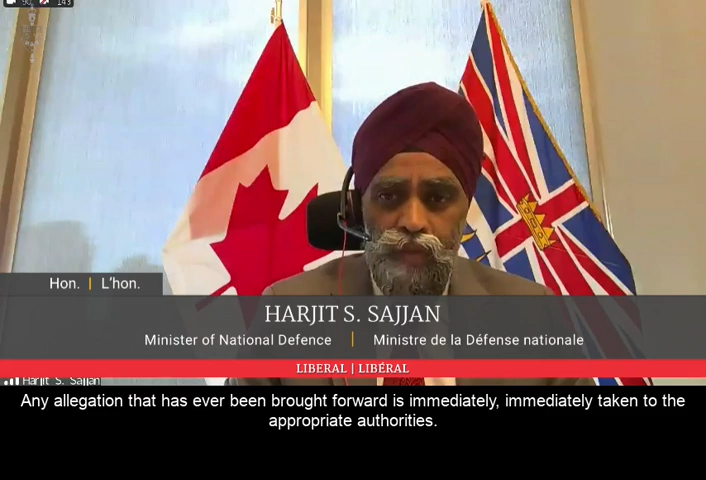 Hon. | L'hon.
HARJIT S. SAJJAN
Minister of National Defence | Ministre de la Défense nationale
LIBERAL | LIBÉRAL
Harjit S. Sajjan
Any allegation that has ever been brought forward is immediately, immediately taken to the
appropriate authorities.